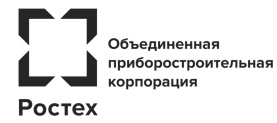 Объединенная
приборостроительная
корпорация
Ростех